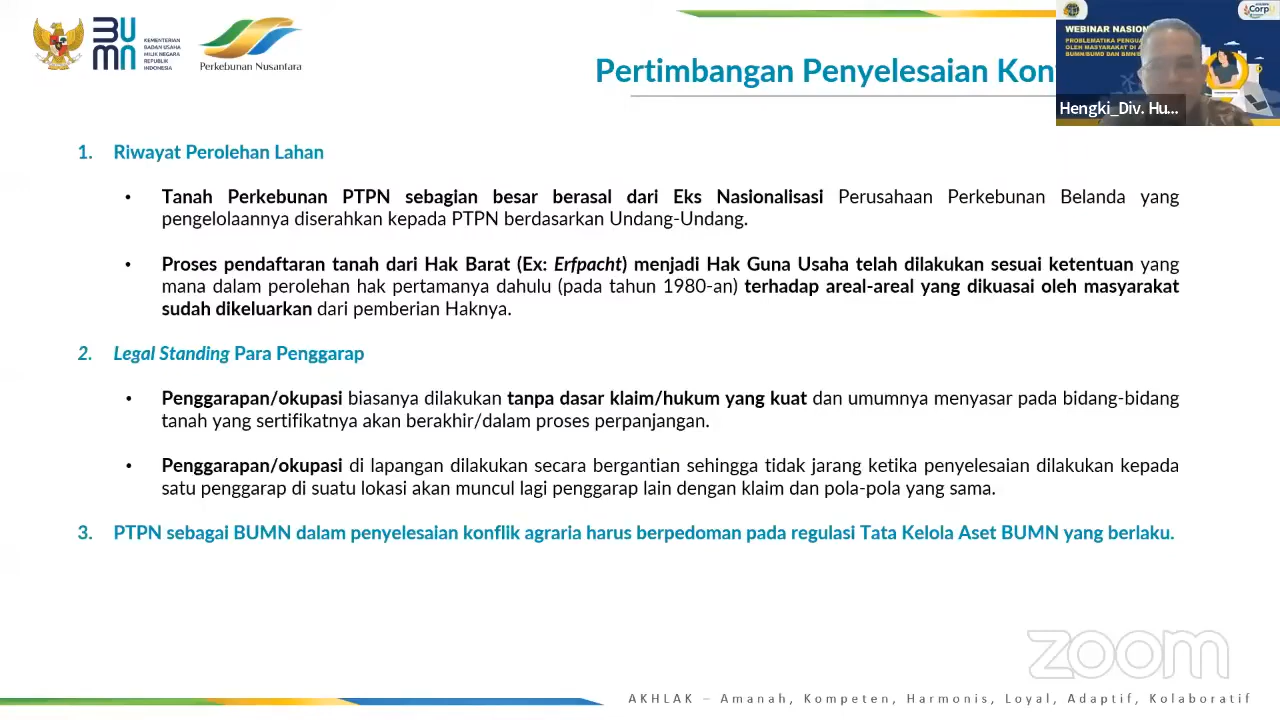 BUMN
KEMENTERIAN
BADAN USAHA
MILIK NEGARA
REPUBLIK
INDONESIA
Perkebunan Nusantara
Pertimbangan Penyelesaian
WEBINAR NASION
OLEH MASYARAKAT DI
BUMN/BUMD DAN
CorpU
Hengki_Div. Hu...
1. Riwayat Perolehan Lahan
• Tanah Perkebunan PTPN sebagian besar berasal dari Eks Nasionalisasi Perusahaan Perkebunan Belanda yang
pengelolaannya diserahkan kepada PTPN berdasarkan Undang-Undang.
• Proses pendaftaran tanah dari Hak Barat (Ex: Erfpacht) menjadi Hak Guna Usaha telah dilakukan sesuai ketentuan yang
mana dalam perolehan hak pertamanya dahulu (pada tahun 1980-an) terhadap areal-areal yang dikuasai oleh masyarakat
sudah dikeluarkan dari pemberian Haknya.
2. Legal Standing Para Penggarap
• Penggarapan/okupasi biasanya dilakukan tanpa dasar klaim/hukum yang kuat dan umumnya menyasar pada bidang-bidang
tanah yang sertifikatnya akan berakhir/dalam proses perpanjangan.
• Penggarapan/okupasi di lapangan dilakukan secara bergantian sehingga tidak jarang ketika penyelesaian dilakukan kepada
satu penggarap di suatu lokasi akan muncul lagi penggarap lain dengan klaim dan pola-pola yang sama.
3. PTPN sebagai BUMN dalam penyelesaian konflik agraria harus berpedoman pada regulasi Tata Kelola Aset BUMN yang berlaku.
zoom
AKHLAK – Amanah, Kompeten, Harmonis, Loyal, Adaptif, Kolaboratif